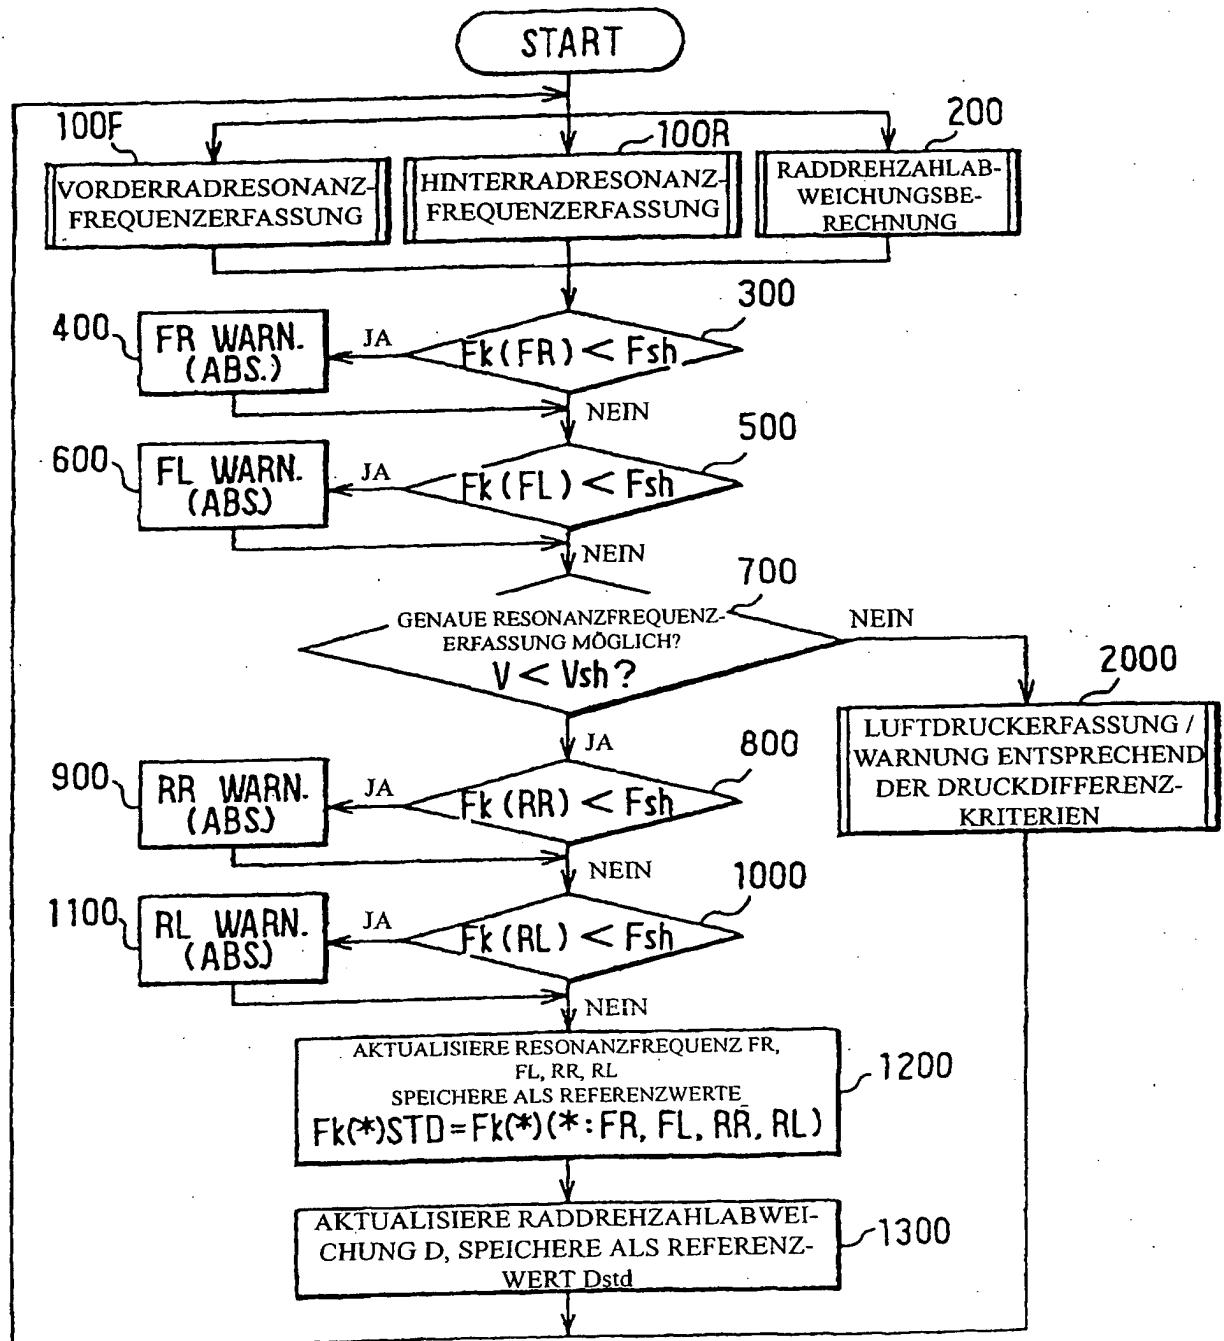 START
100F
100R
200
VORDERRADRESONANZ-
FREQUENZERFASSUNG
HINTERRADRESONANZ-
FREQUENZERFASSUNG
RADDREHZAHLAB-
WEICHUNGSBE-
RECHNUNG
300
400
FR WARN.
(ABS.)
JA
Fk(FR) < Fsh
NEIN
500
600
FL WARN.
(ABS)
JA
Fk(FL) < Fsh
NEIN
700
GENAUE RESONANZFREQUENZ-
ERFASSUNG MÖGLICH?
V < Vsh?
NEIN
2000
LUFTDRUCKERFASSUNG /
WARNUNG ENTSPRECHEND
DER DRUCKDIFFERENZ-
KRITERIEN
JA
800
900
RR WARN.
(ABS)
JA
Fk(RR) < Fsh
NEIN
1000
1100
RL WARN.
(ABS)
JA
Fk(RL) < Fsh
NEIN
AKTUALISIERE RESONANZFREQUENZ FR,
FL, RR, RL
SPEICHERE ALS REFERENZWERTE
Fk(*)STD=Fk(*)(*:FR, FL, RR, RL)
1200
AKTUALISIERE RADDREHZAHLABWEI-
CHUNG D, SPEICHERE ALS REFERENZ-
WERT Dstd
1300